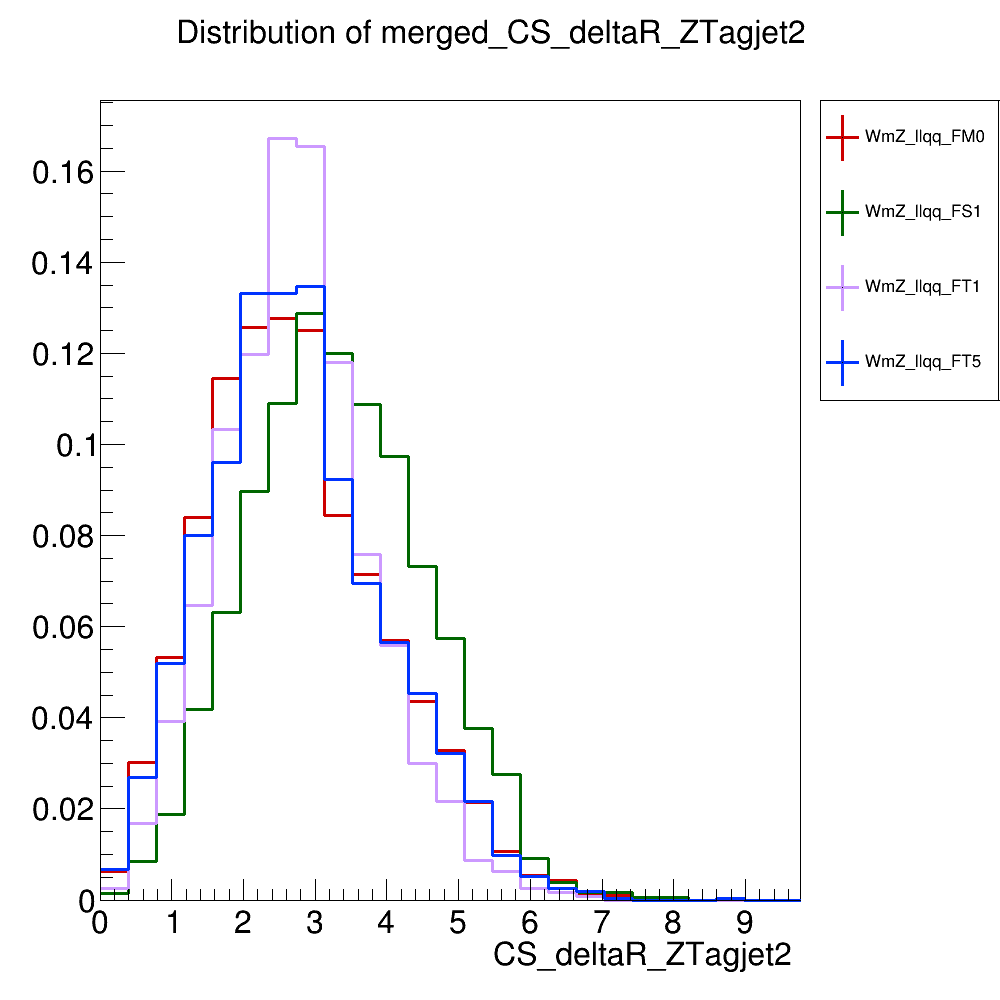 Distribution of merged_CS_deltaR_ZTagjet2
WmZ_llqq_FM0
WmZ_llqq_FS1
WmZ_llqq_FT1
WmZ_llqq_FT5
0.16
0.14
0.12
0.1
0.08
0.06
0.04
0.02
0
0 1 2 3 4 5 6 7 8 9
CS_deltaR_ZTagjet2